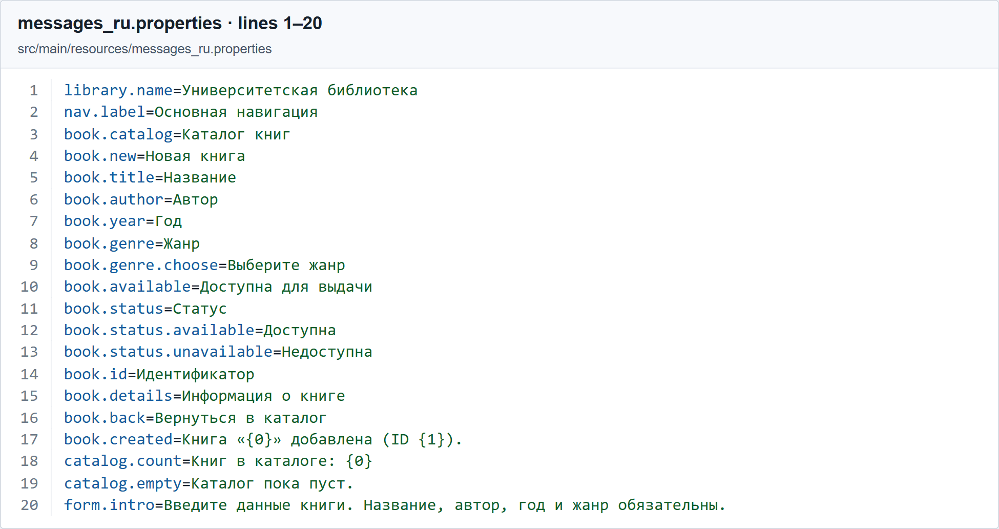 messages_ru.properties · lines 1–20
src/main/resources/messages_ru.properties
1 library.name=Университетская библиотека
2 nav.label=Основная навигация
3 book.catalog=Каталог книг
4 book.new=Новая книга
5 book.title=Название
6 book.author=Автор
7 book.year=Год
8 book.genre=Жанр
9 book.genre.choose=Выберите жанр
10 book.available=Доступна для выдачи
11 book.status=Статус
12 book.status.available=Доступна
13 book.status.unavailable=Недоступна
14 book.id=Идентификатор
15 book.details=Информация о книге
16 book.back=Вернуться в каталог
17 book.created=Книга «{0}» добавлена (ID {1}).
18 catalog.count=Книг в каталоге: {0}
19 catalog.empty=Каталог пока пуст.
20 form.intro=Введите данные книги. Название, автор, год и жанр обязательны.